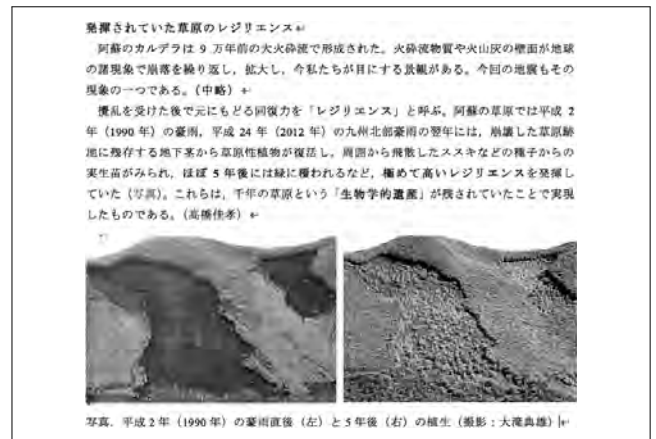 発揮されていた草原のレジリエンス↵
阿蘇のカルデラは 9 万年前の大火砕流で形成された。火砕流物質や火山灰の壁面が地球
の諸現象で崩落を繰り返し，拡大し，今私たちが目にする景観がある。今回の地震もその
現象の一つである。（中略）↵
攪乱を受けた後で元にもどる回復力を「レジリエンス」と呼ぶ。阿蘇の草原では平成 2
年（1990 年）の豪雨，平成 24 年（2012 年）の九州北部豪雨の翌年には，崩壊した草原跡
地に残存する地下茎から草原性植物が復活し，周囲から飛散したススキなどの種子からの
実生苗がみられ，ほぼ 5 年後には緑に覆われるなど，極めて高いレジリエンスを発揮し
ていた（写真）。これらは，千年の草原という「生物学的遺産」が残されていたことで実現
したものである。（高橋佳孝）↵
写真．平成 2 年（1990 年）の豪雨直後（左）と 5 年後（右）の植生（撮影：大滝典雄）↵